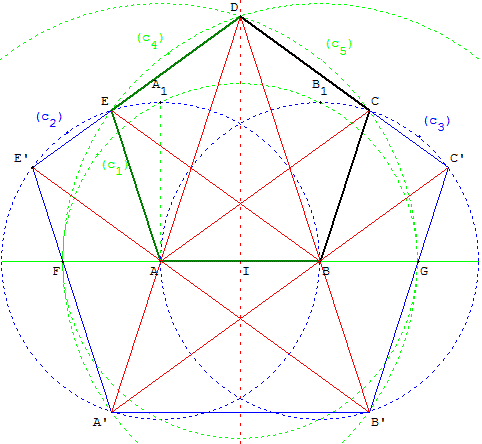 D
(c4) (c5)
A1 B1
E C
(c2) (c3)
E' (c1) C'
F A I B G
A' B'